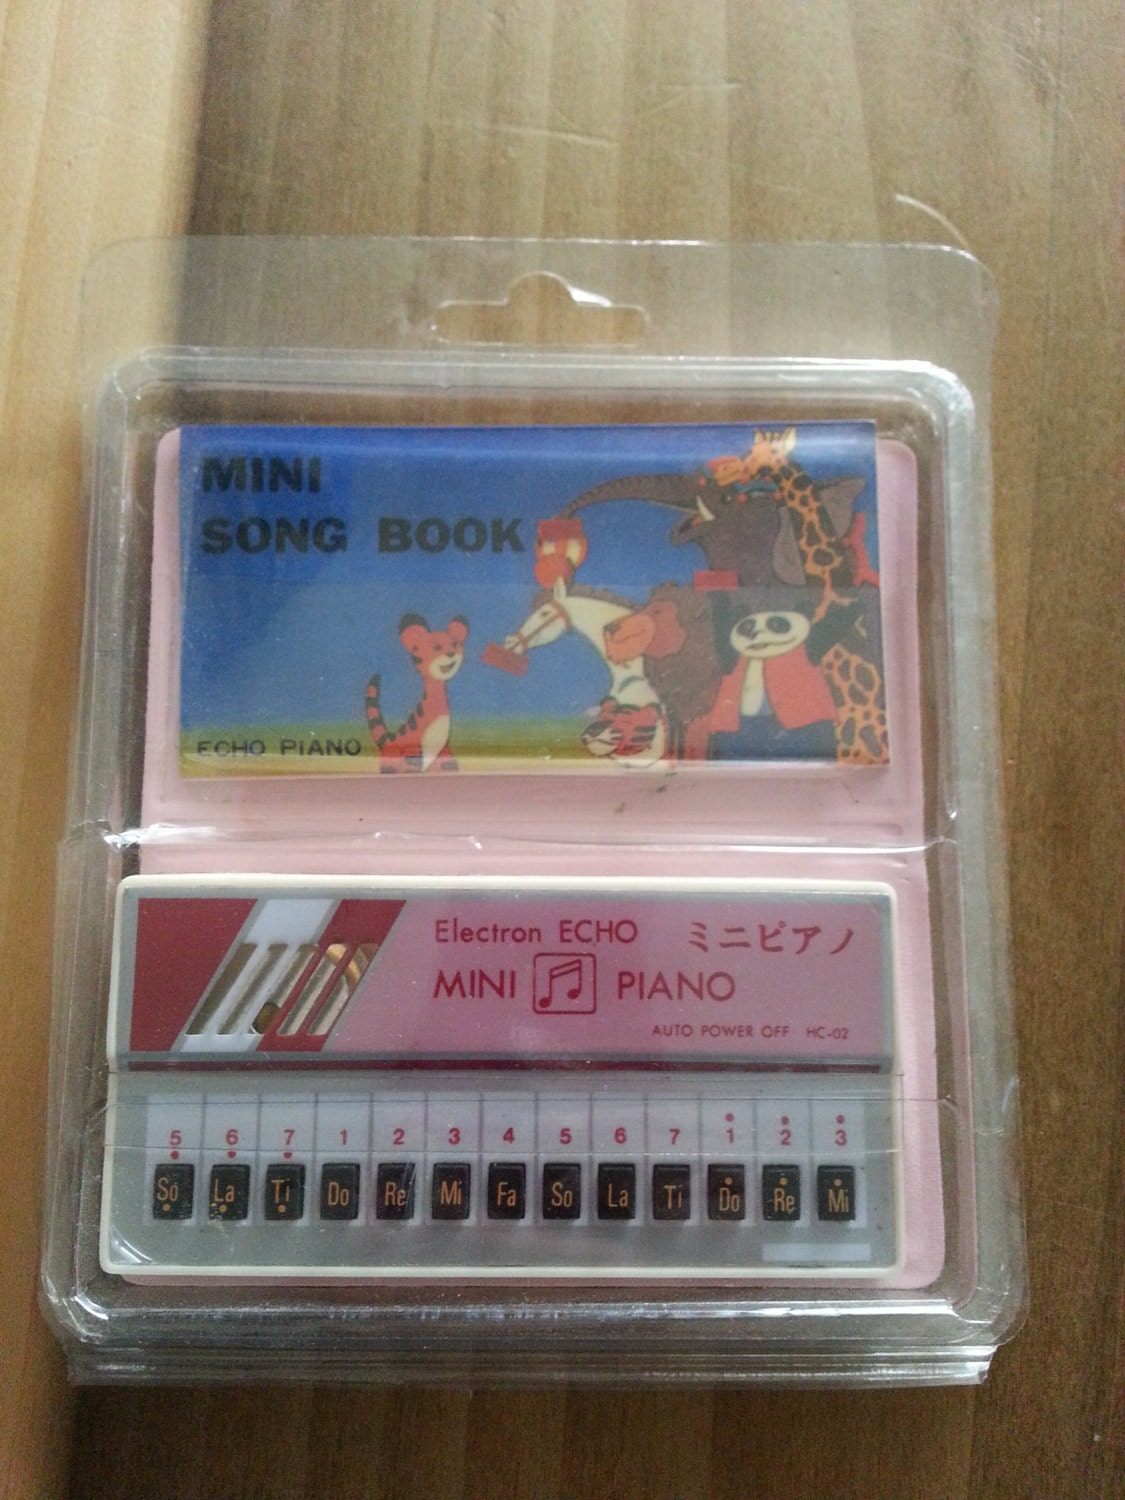 MINI
SONG BOOK
ECHO PIANO
Electron ECHO ミニピアノ
MINI PIANO
AUTO POWER OFF HC-02
5 6 7 1 2 3 4 5 6 7 1 2 3
So La Ti Do Re Mi Fa So La Ti Do Re Mi